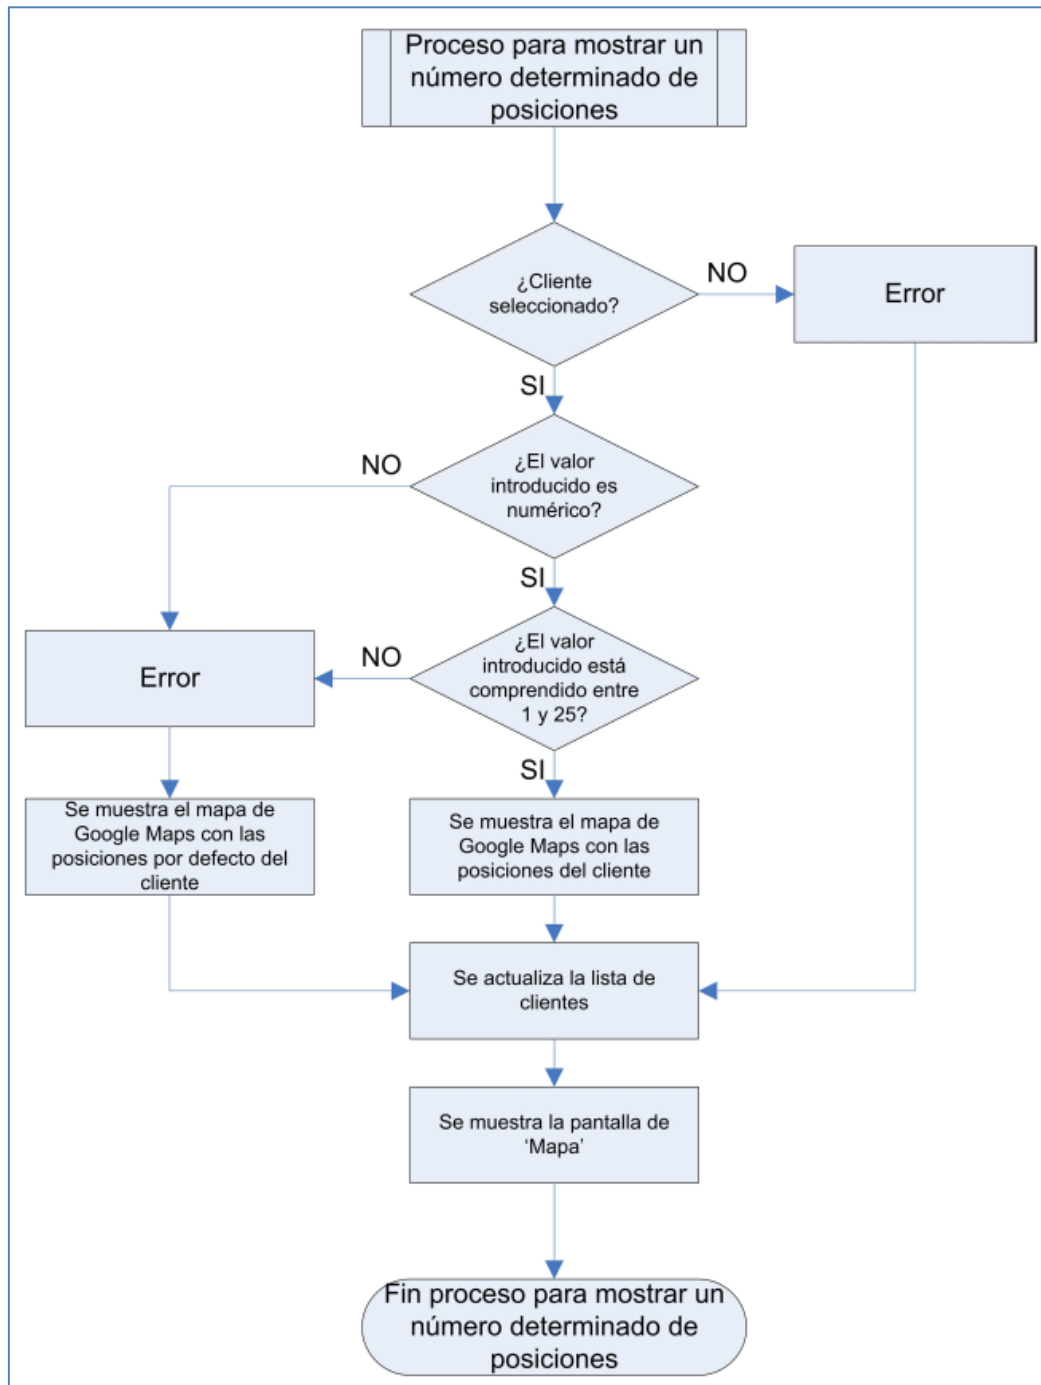 Proceso para mostrar un
número determinado de
posiciones
¿Cliente
seleccionado?
NO
Error
SI
¿El valor
introducido es
numérico?
NO
SI
¿El valor
introducido está
comprendido entre
1 y 25?
NO
Error
SI
Se muestra el mapa de
Google Maps con las
posiciones por defecto del
cliente
Se muestra el mapa de
Google Maps con las
posiciones del cliente
Se actualiza la lista de
clientes
Se muestra la pantalla de
‘Mapa’
Fin proceso para mostrar un
número determinado de
posiciones